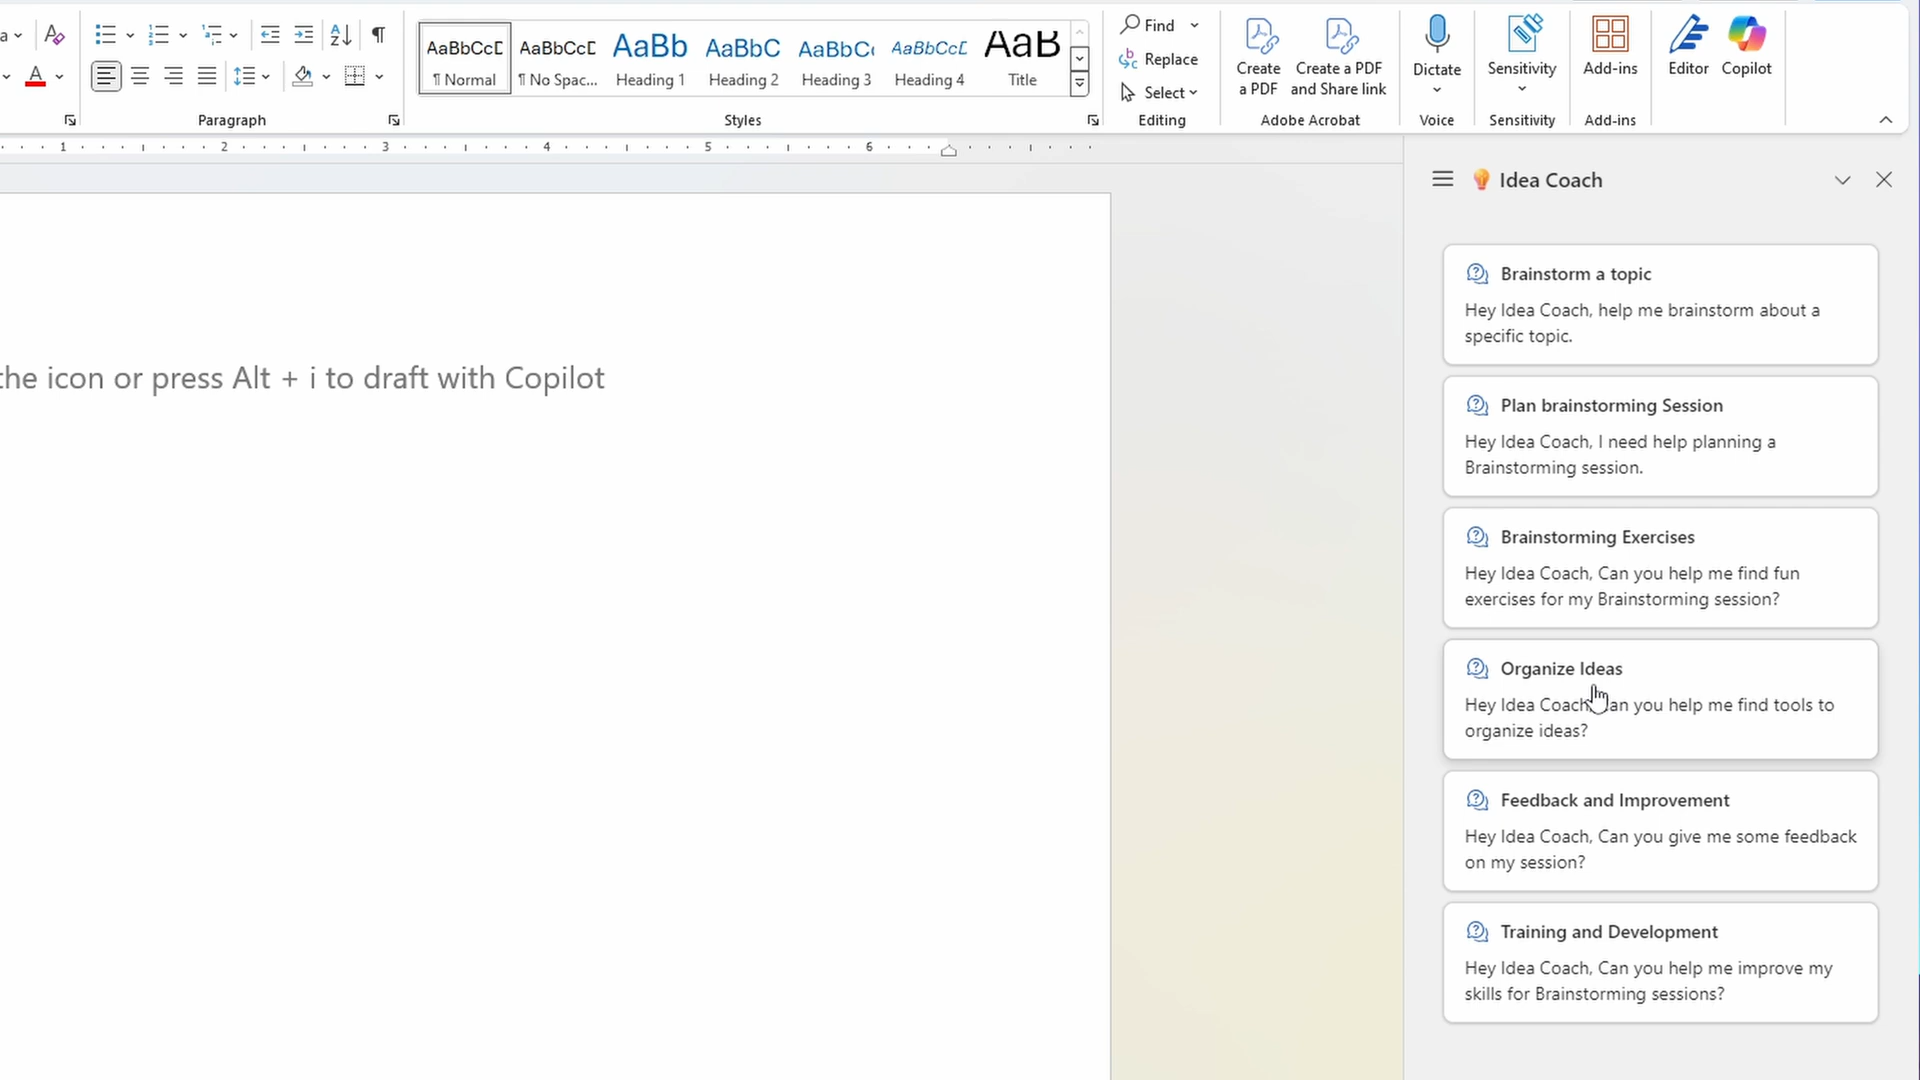 a
A
A
Z
¶
AaBbCcD
¶ Normal
AaBbCcD
¶ No Spac...
AaBb
Heading 1
AaBbC
Heading 2
AaBbC
Heading 3
AaBbCcD
Heading 4
AaB
Title
Find
Replace
Select
Create
a PDF
Create a PDF
and Share link
Dictate
Sensitivity
Add-ins
Editor
Copilot
Paragraph
Styles
Editing
Adobe Acrobat
Voice
Sensitivity
Add-ins
1 2 3 4 5 6
Idea Coach
Brainstorm a topic
Hey Idea Coach, help me brainstorm about a
specific topic.
the icon or press Alt + i to draft with Copilot
Plan brainstorming Session
Hey Idea Coach, I need help planning a
Brainstorming session.
Brainstorming Exercises
Hey Idea Coach, Can you help me find fun
exercises for my Brainstorming session?
Organize Ideas
Hey Idea Coach, Can you help me find tools to
organize ideas?
Feedback and Improvement
Hey Idea Coach, Can you give me some feedback
on my session?
Training and Development
Hey Idea Coach, Can you help me improve my
skills for Brainstorming sessions?